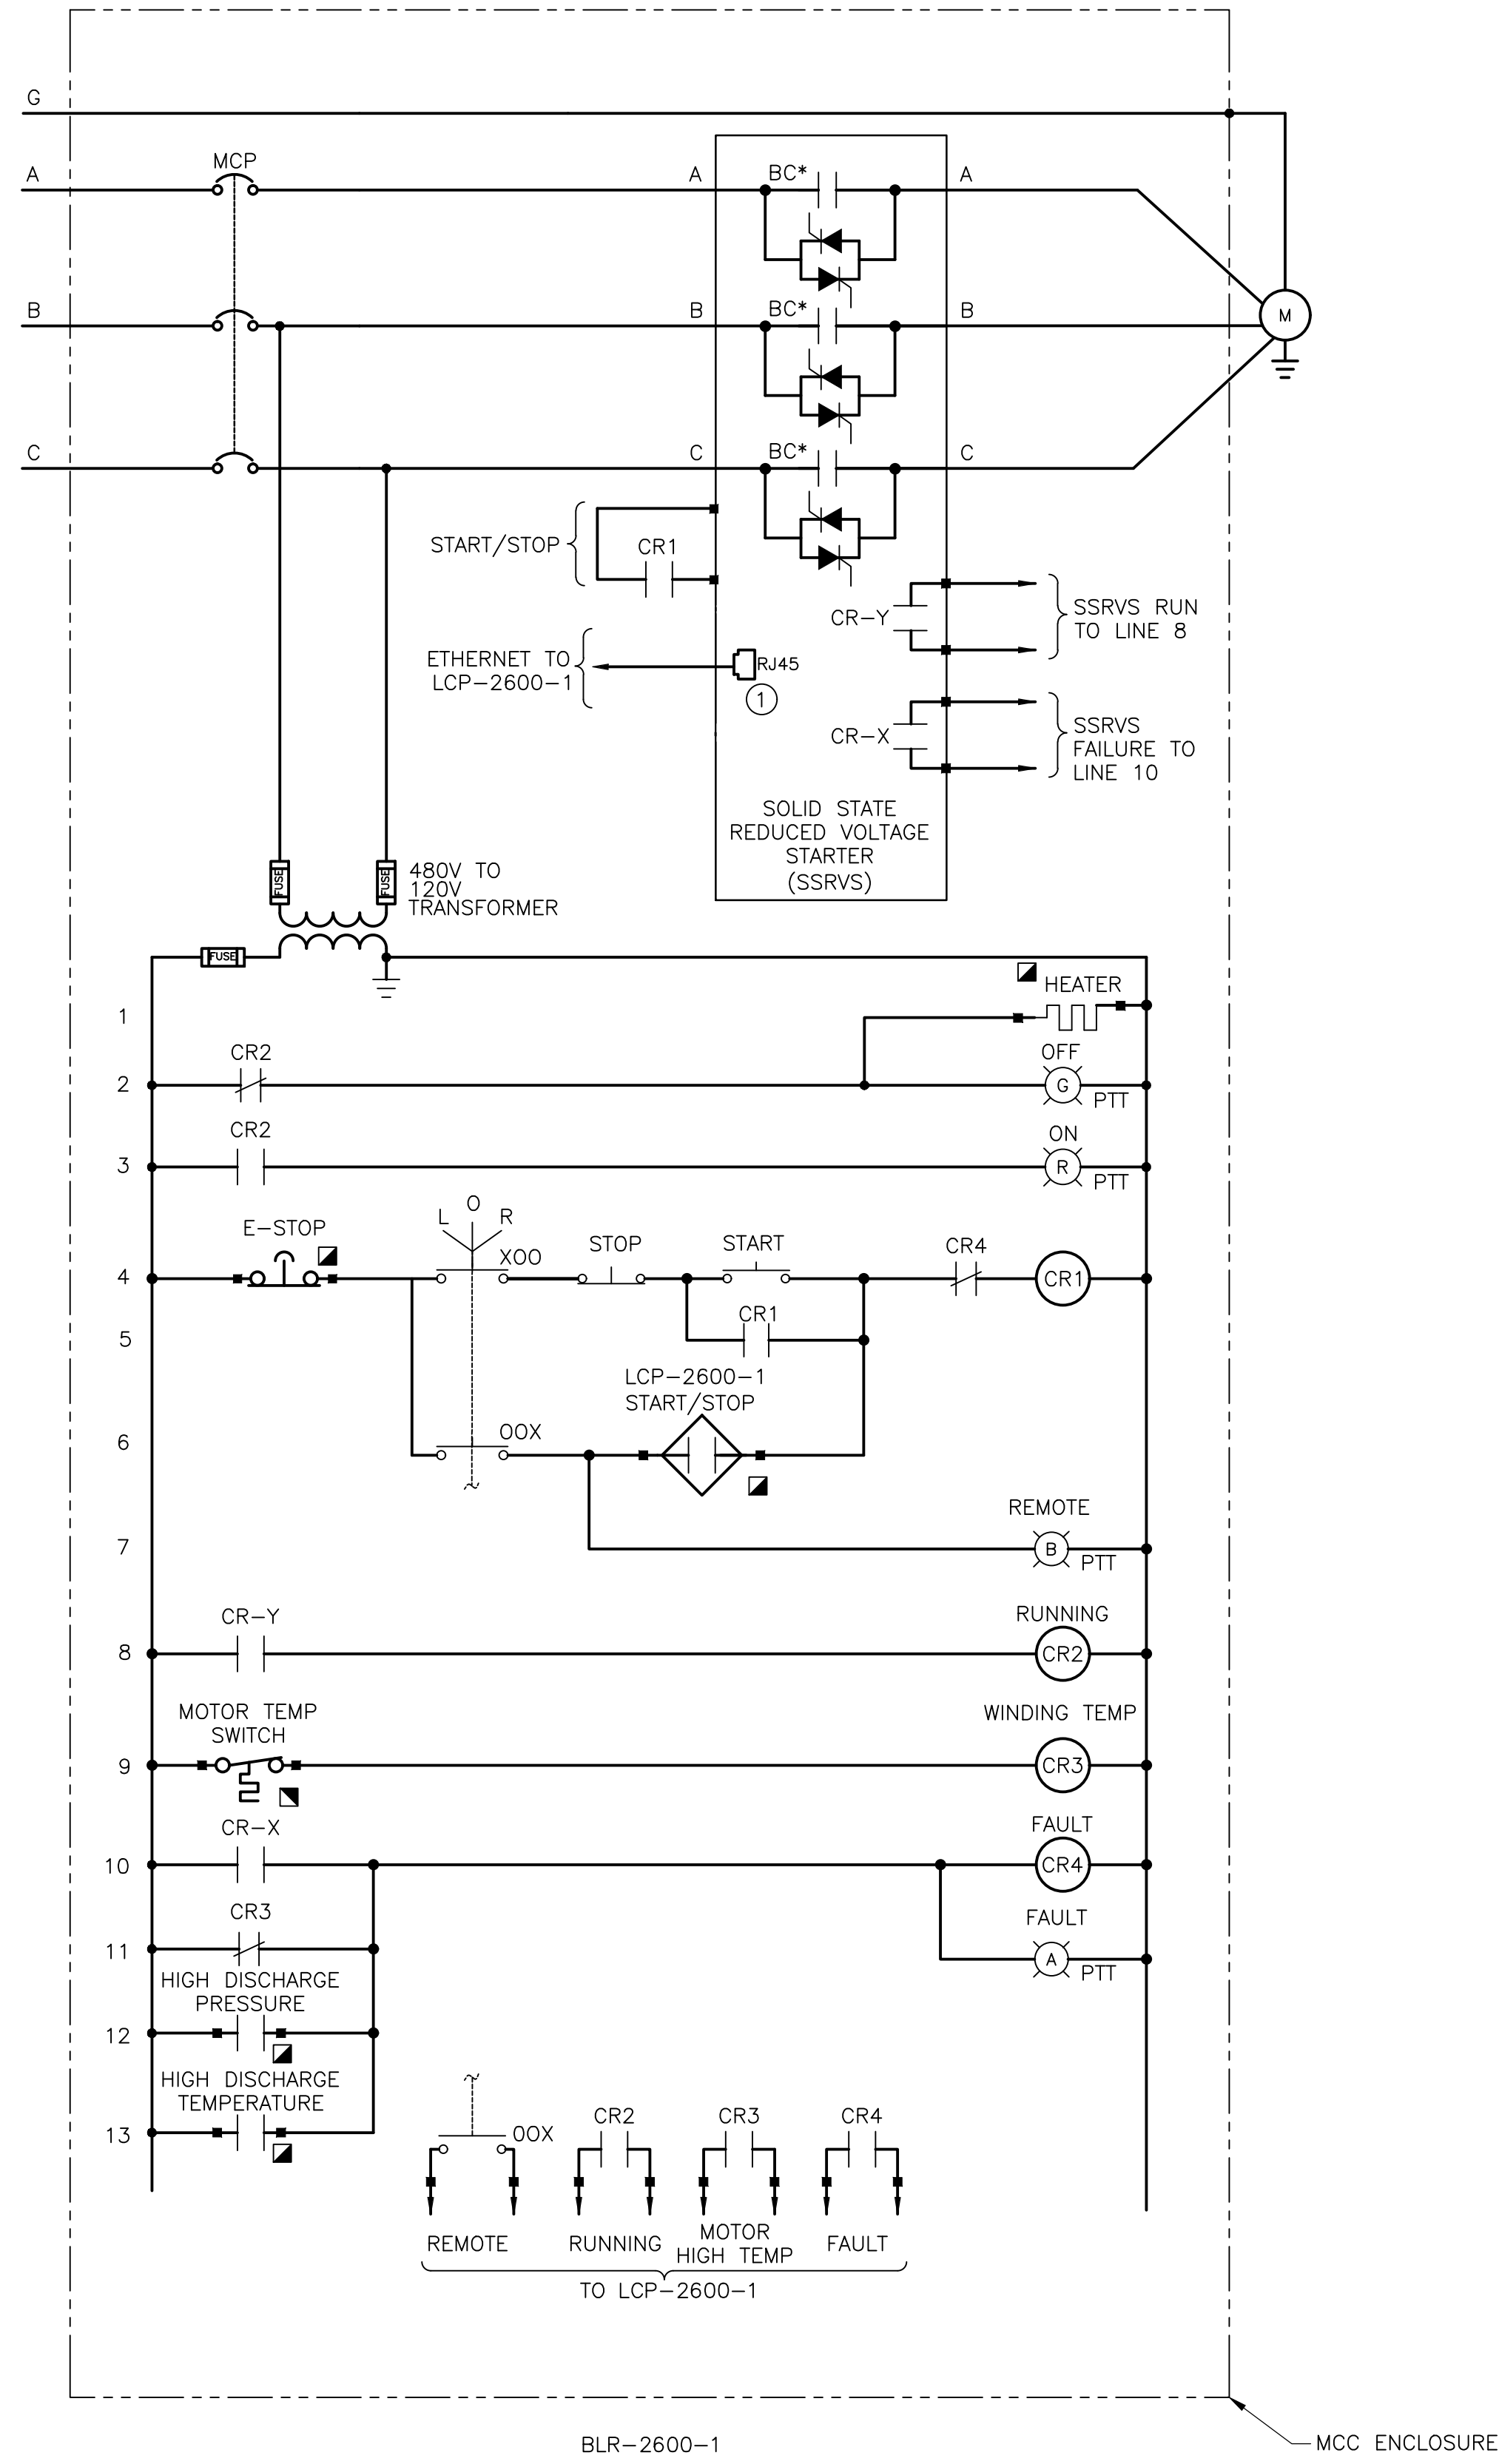 G
A
MCP
A
BC*
A
B
B
BC*
B
M
C
C
BC*
C
START/STOP
CR1
CR-Y
SSRVS RUN
TO LINE 8
ETHERNET TO
LCP-2600-1
RJ45
1
CR-X
SSRVS
FAILURE TO
LINE 10
SOLID STATE
REDUCED VOLTAGE
STARTER
(SSRVS)
FUSE
FUSE
480V TO
120V
TRANSFORMER
FUSE
HEATER
1
CR2
OFF
2
G
PTT
CR2
ON
3
R
PTT
L
O
R
E-STOP
XOO
STOP
START
CR4
4
CR1
CR1
5
LCP-2600-1
START/STOP
OOX
6
REMOTE
7
B
PTT
CR-Y
RUNNING
8
CR2
MOTOR TEMP
SWITCH
WINDING TEMP
9
CR3
CR-X
FAULT
10
CR4
CR3
FAULT
11
A
PTT
HIGH DISCHARGE
PRESSURE
12
HIGH DISCHARGE
TEMPERATURE
13
OOX
CR2
CR3
CR4
REMOTE
RUNNING
MOTOR
HIGH TEMP
FAULT
TO LCP-2600-1
BLR-2600-1
MCC ENCLOSURE